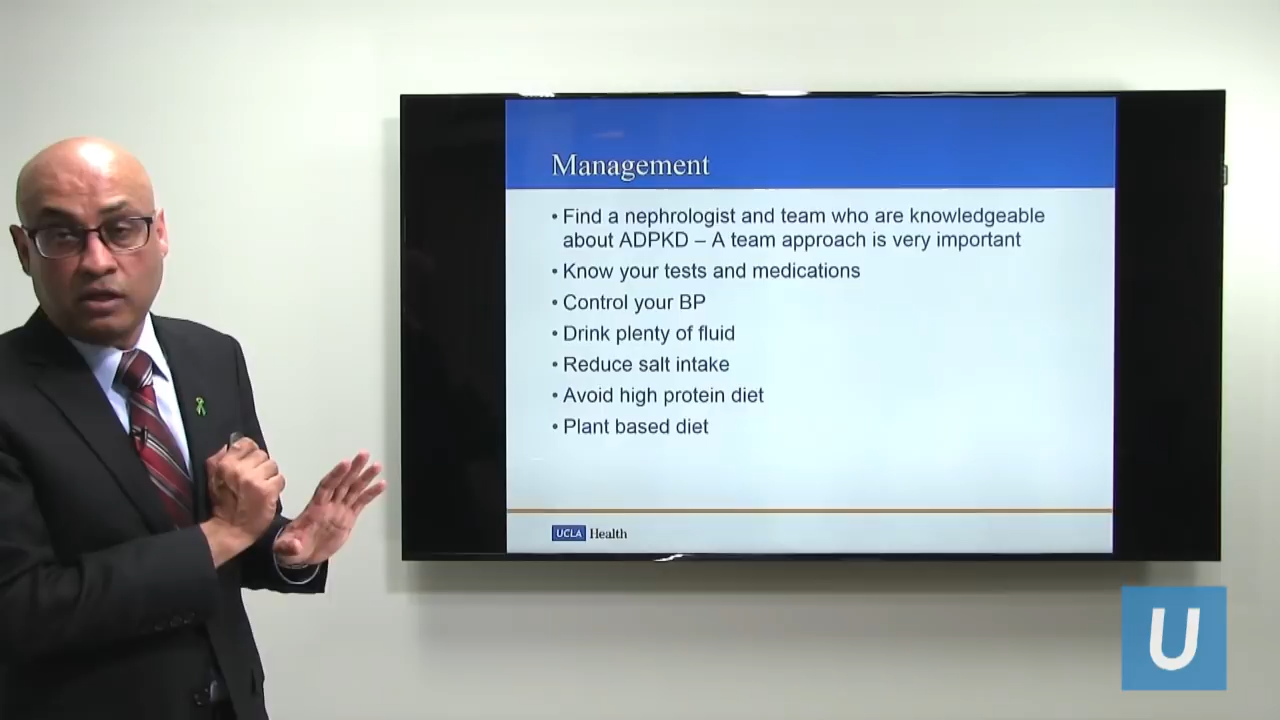 Management
• Find a nephrologist and team who are knowledgeable
about ADPKD – A team approach is very important
• Know your tests and medications
• Control your BP
• Drink plenty of fluid
• Reduce salt intake
• Avoid high protein diet
• Plant based diet
UCLA Health
U